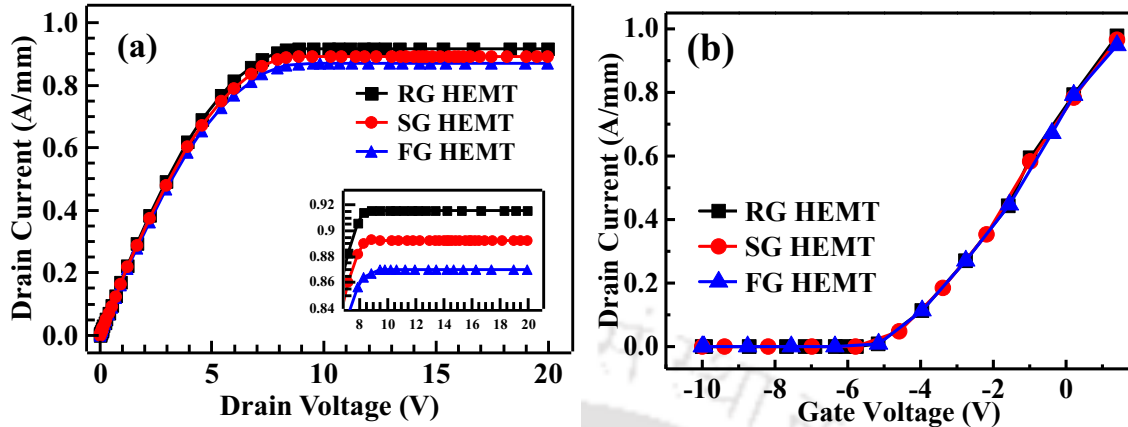 (a)
Drain Current (A/mm)
1.0
0.8
0.6
0.4
0.2
0.0
RG HEMT
SG HEMT
FG HEMT
0.92
0.9
0.88
0.86
0.84
8 10 12 14 16 18 20
0 5 10 15 20
Drain Voltage (V)
(b)
Drain Current (A/mm)
1.0
0.8
0.6
0.4
0.2
0.0
RG HEMT
SG HEMT
FG HEMT
-10 -8 -6 -4 -2 0
Gate Voltage (V)